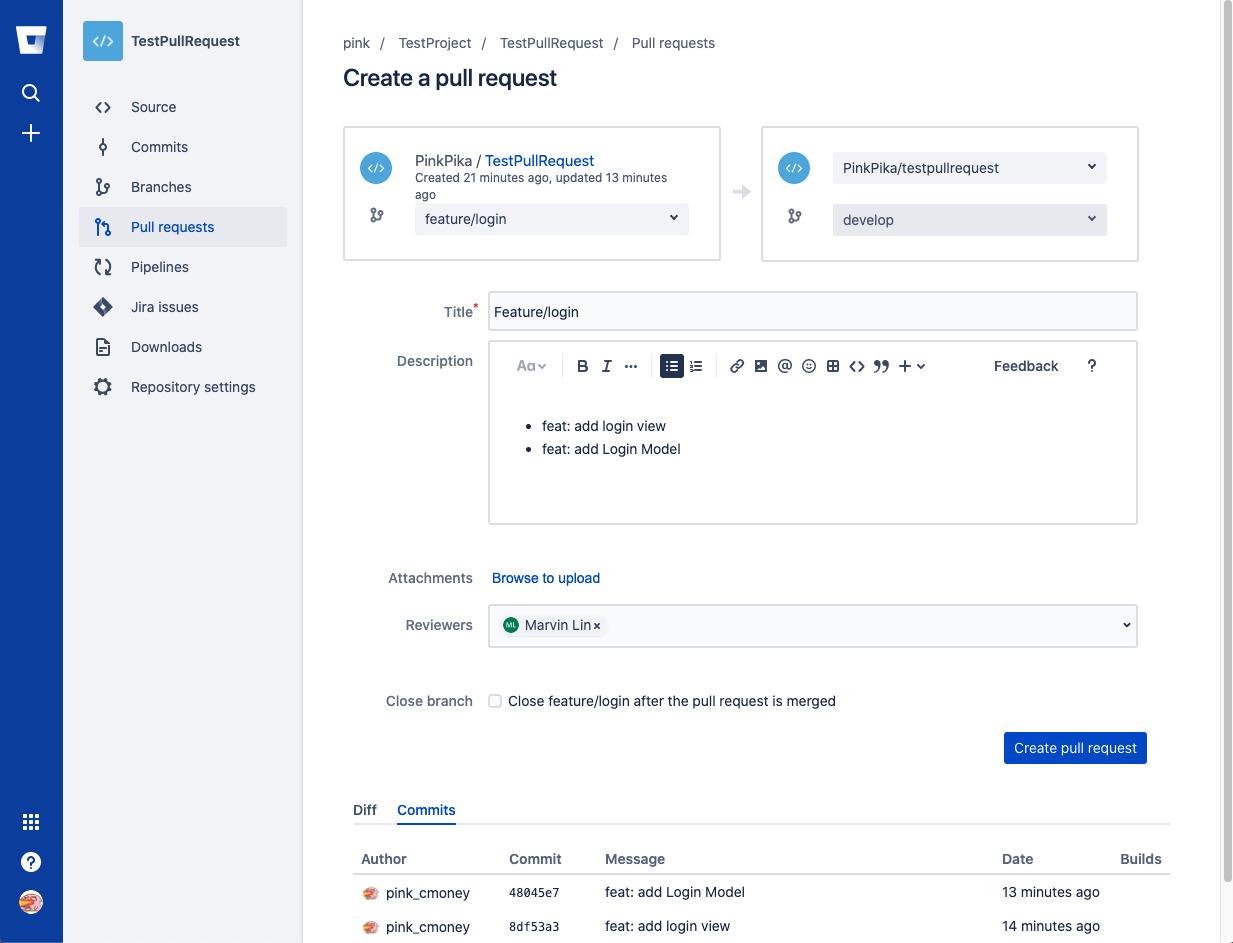 TestPullRequest
Source
Commits
Branches
Pull requests
Pipelines
Jira issues
Downloads
Repository settings
pink / TestProject / TestPullRequest / Pull requests
Create a pull request
PinkPika / TestPullRequest
Created 21 minutes ago, updated 13 minutes
ago
feature/login
PinkPika/testpullrequest
develop
Title*
Feature/login
Description
Aa B I ··· @ <> ” + Feedback ?
• feat: add login view
• feat: add Login Model
Attachments Browse to upload
Reviewers ML Marvin Lin ×
Close branch Close feature/login after the pull request is merged
Create pull request
Diff Commits
Author Commit Message Date Builds
pink_cmoney 48045e7 feat: add Login Model 13 minutes ago
pink_cmoney 8df53a3 feat: add login view 14 minutes ago